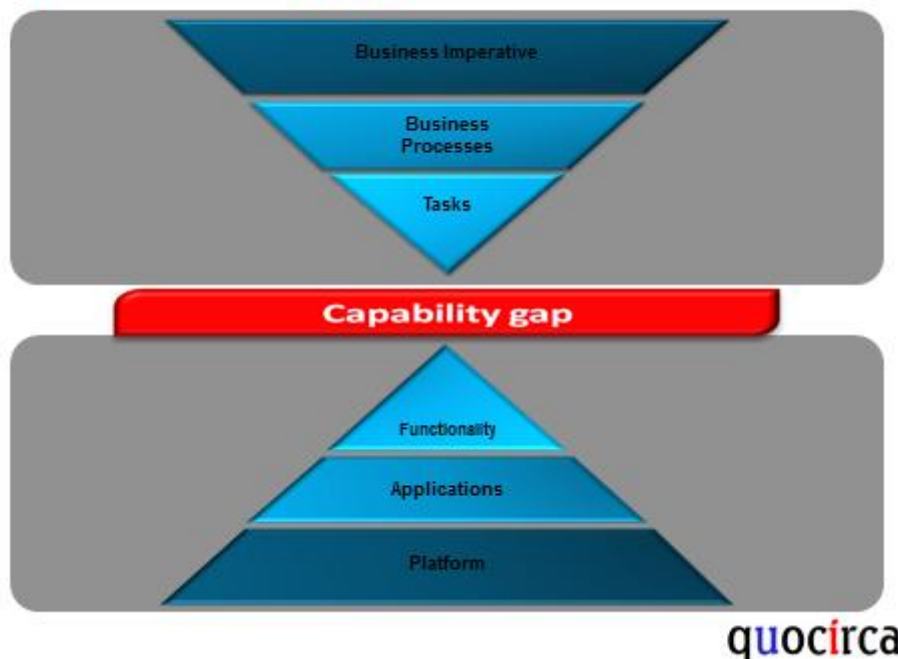 Business Imperative
Business
Processes
Tasks
Capability gap
Functionality
Applications
Platform
quocirca